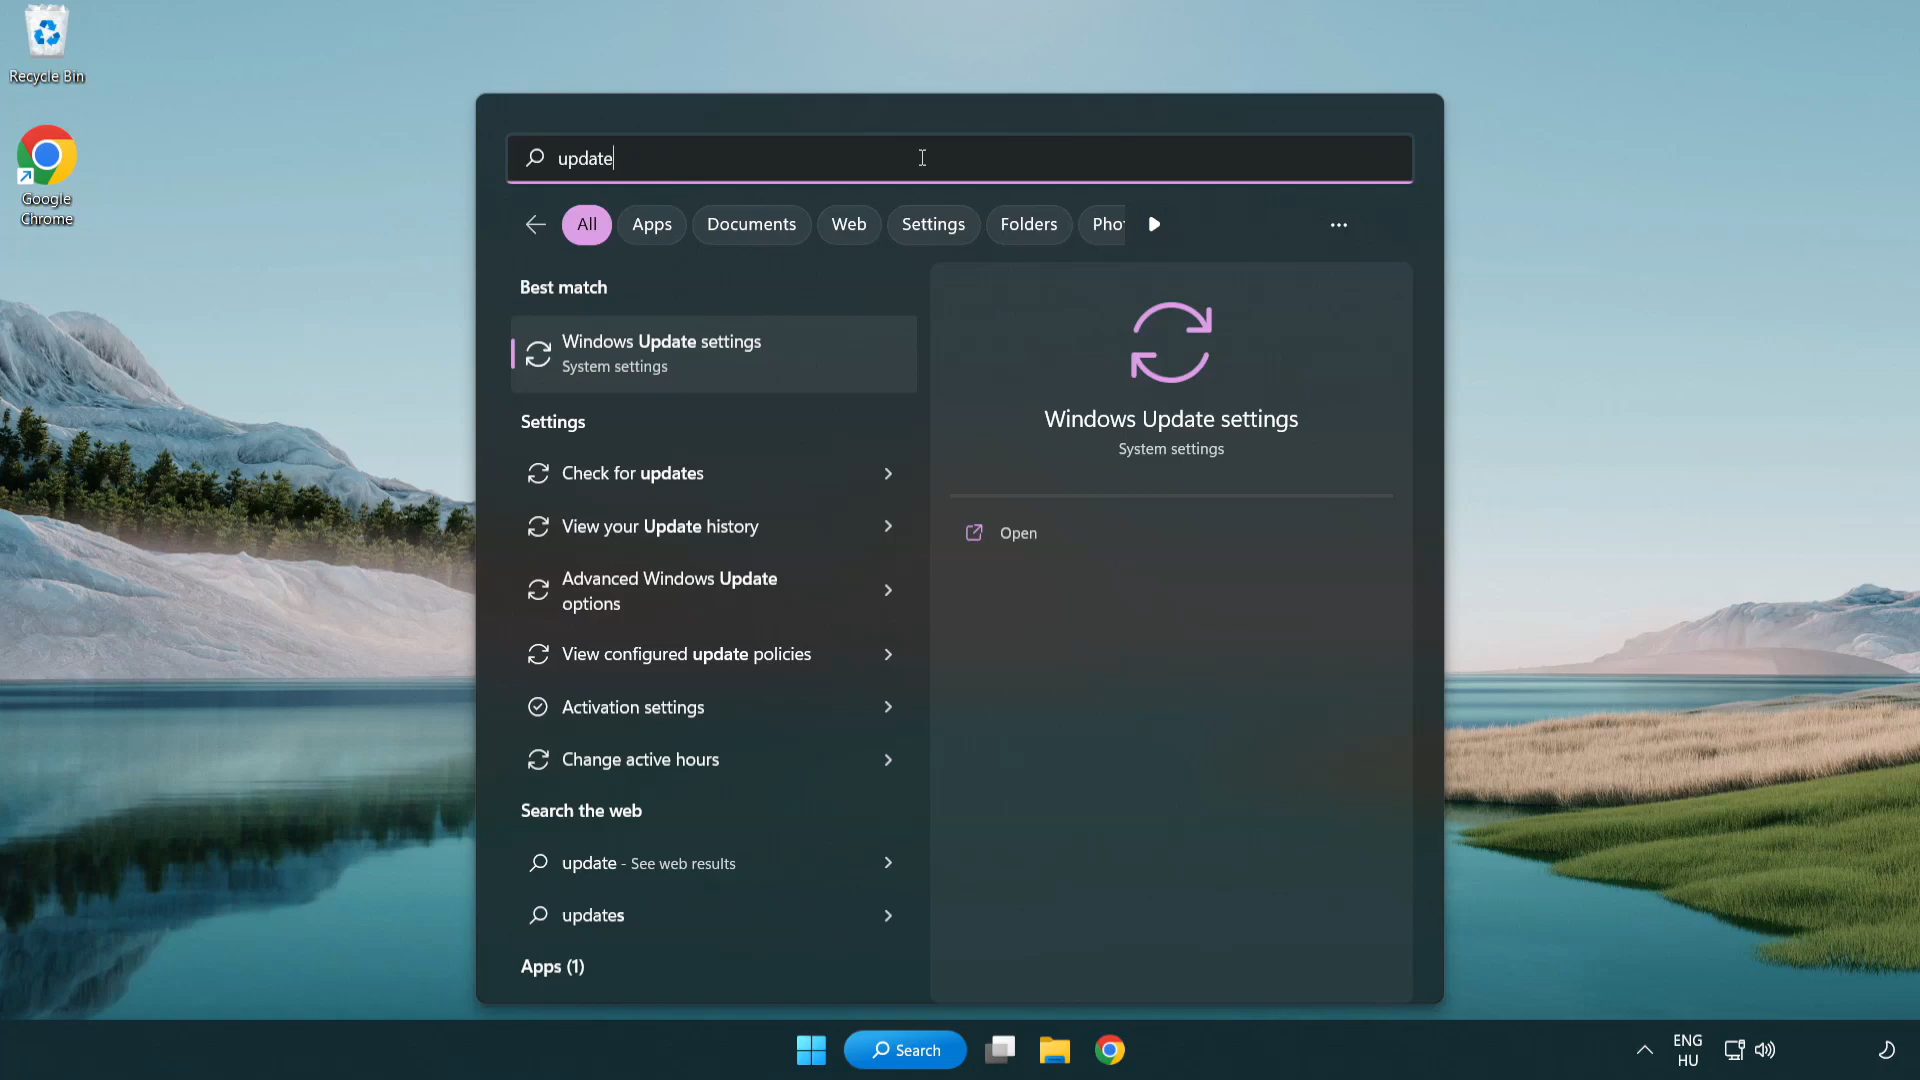 Recycle Bin
Google
Chrome
update
All
Apps
Documents
Web
Settings
Folders
Pho
Best match
Windows Update settings
System settings
Settings
Check for updates
View your Update history
Advanced Windows Update
options
View configured update policies
Activation settings
Change active hours
Search the web
update - See web results
updates
Apps (1)
Windows Update settings
System settings
Open
Search
ENG
HU